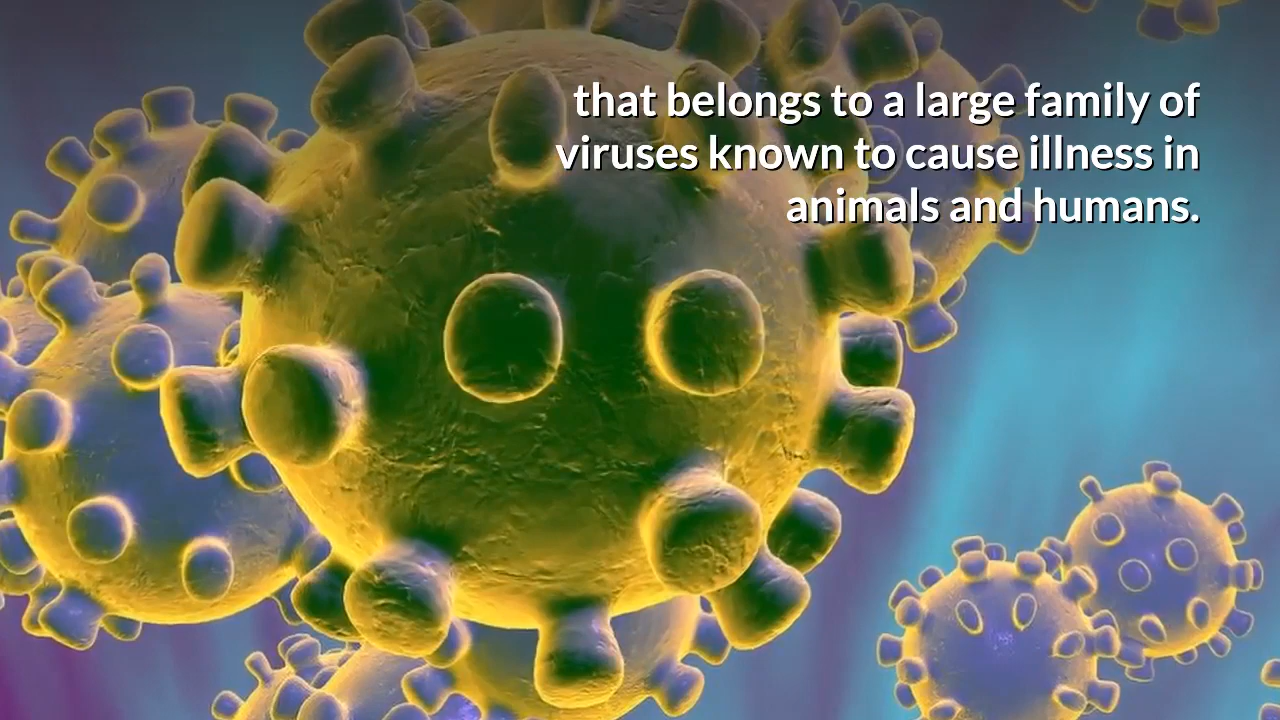 that belongs to a large family of
viruses known to cause illness in
animals and humans.